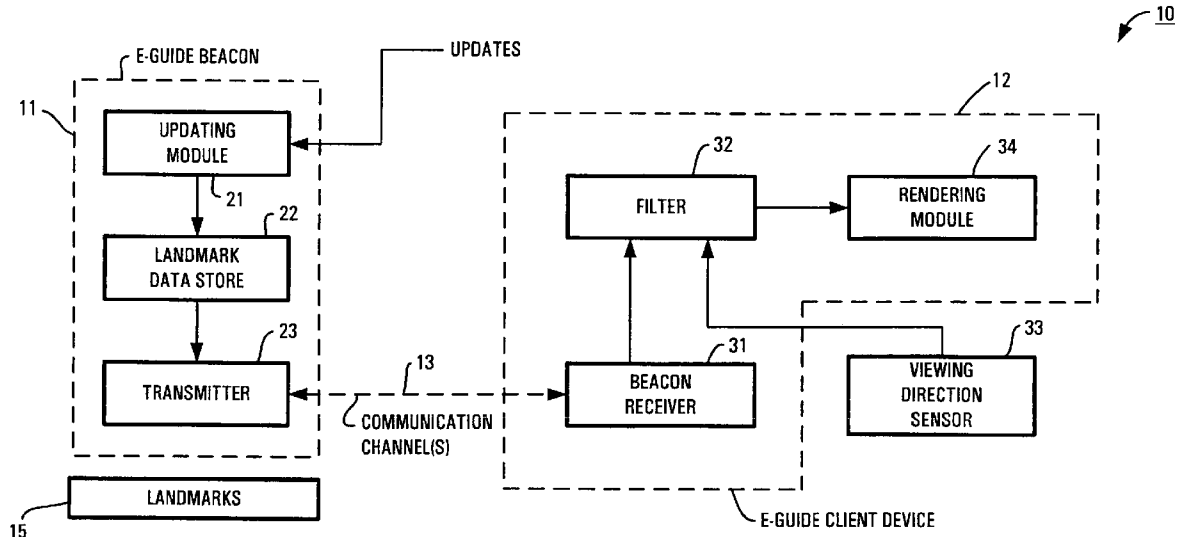 10
E-GUIDE BEACON
UPDATES
11
12
UPDATING
MODULE
21
32
34
FILTER
RENDERING
MODULE
22
LANDMARK
DATA STORE
23
TRANSMITTER
13
COMMUNICATION
CHANNEL(S)
31
BEACON
RECEIVER
33
VIEWING
DIRECTION
SENSOR
LANDMARKS
15
E-GUIDE CLIENT DEVICE